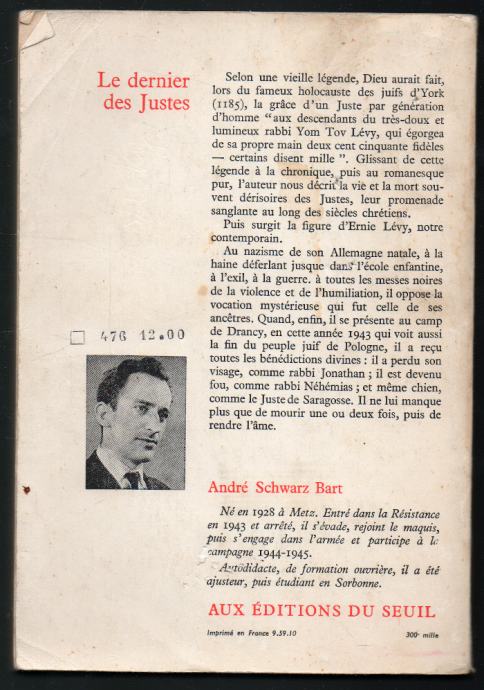 Le dernier
des Justes
Selon une vieille légende, Dieu aurait fait,
lors du fameux holocauste des juifs d'York
(1185), la grâce d'un Juste par génération
d'homme "aux descendants du très-doux et
lumineux rabbi Yom Tov Lévy, qui égorgea
de sa propre main deux cent cinquante fidèles
— certains disent mille". Glissant de cette
légende à la chronique, puis au romanesque
pur, l'auteur nous décrit la vie et la mort sou-
vent dérisoires des Justes, leur promenade
sanglante au long des siècles chrétiens.
Puis surgit la figure d'Ernie Lévy, notre
contemporain.
Au nazisme de son Allemagne natale, à la
haine déferlant jusque dans l'école enfantine,
à l'exil, à la guerre. à toutes les messes noires
de la violence et de l'humiliation, il oppose la
vocation mystérieuse qui fut celle de ses
ancêtres. Quand, enfin, il se présente au camp
de Drancy, en cette année 1943 qui voit aussi
la fin du peuple juif de Pologne, il a reçu
toutes les bénédictions divines : il a perdu son
visage, comme rabbi Jonathan ; il est devenu
fou, comme rabbi Néhémias ; et même chien,
comme le Juste de Saragosse. Il ne lui manque
plus que de mourir une ou deux fois, puis de
rendre l'âme.
476 12.00
André Schwarz Bart
Né en 1928 à Metz. Entré dans la Résistance
en 1943 et arrêté, il s'évade, rejoint le maquis,
puis s'engage dans l'armée et participe à la
campagne 1944-1945.
Autodidacte, de formation ouvrière, il a été
ajusteur, puis étudiant en Sorbonne.
AUX ÉDITIONS DU SEUIL
Imprimé en France 9.59.10
300e mille